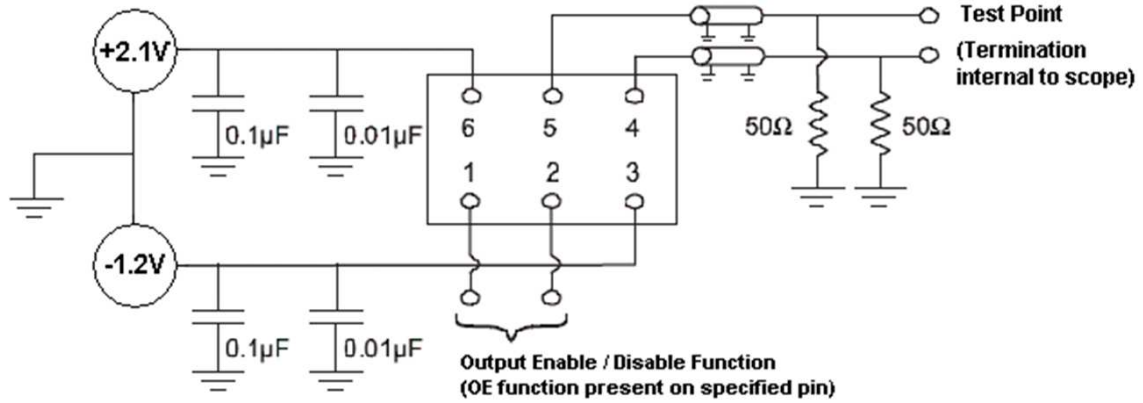 +2.1V
0.1µF
0.01µF
6 5 4
1 2 3
Test Point
(Termination
internal to scope)
50Ω
50Ω
-1.2V
0.1µF
0.01µF
Output Enable / Disable Function
(OE function present on specified pin)